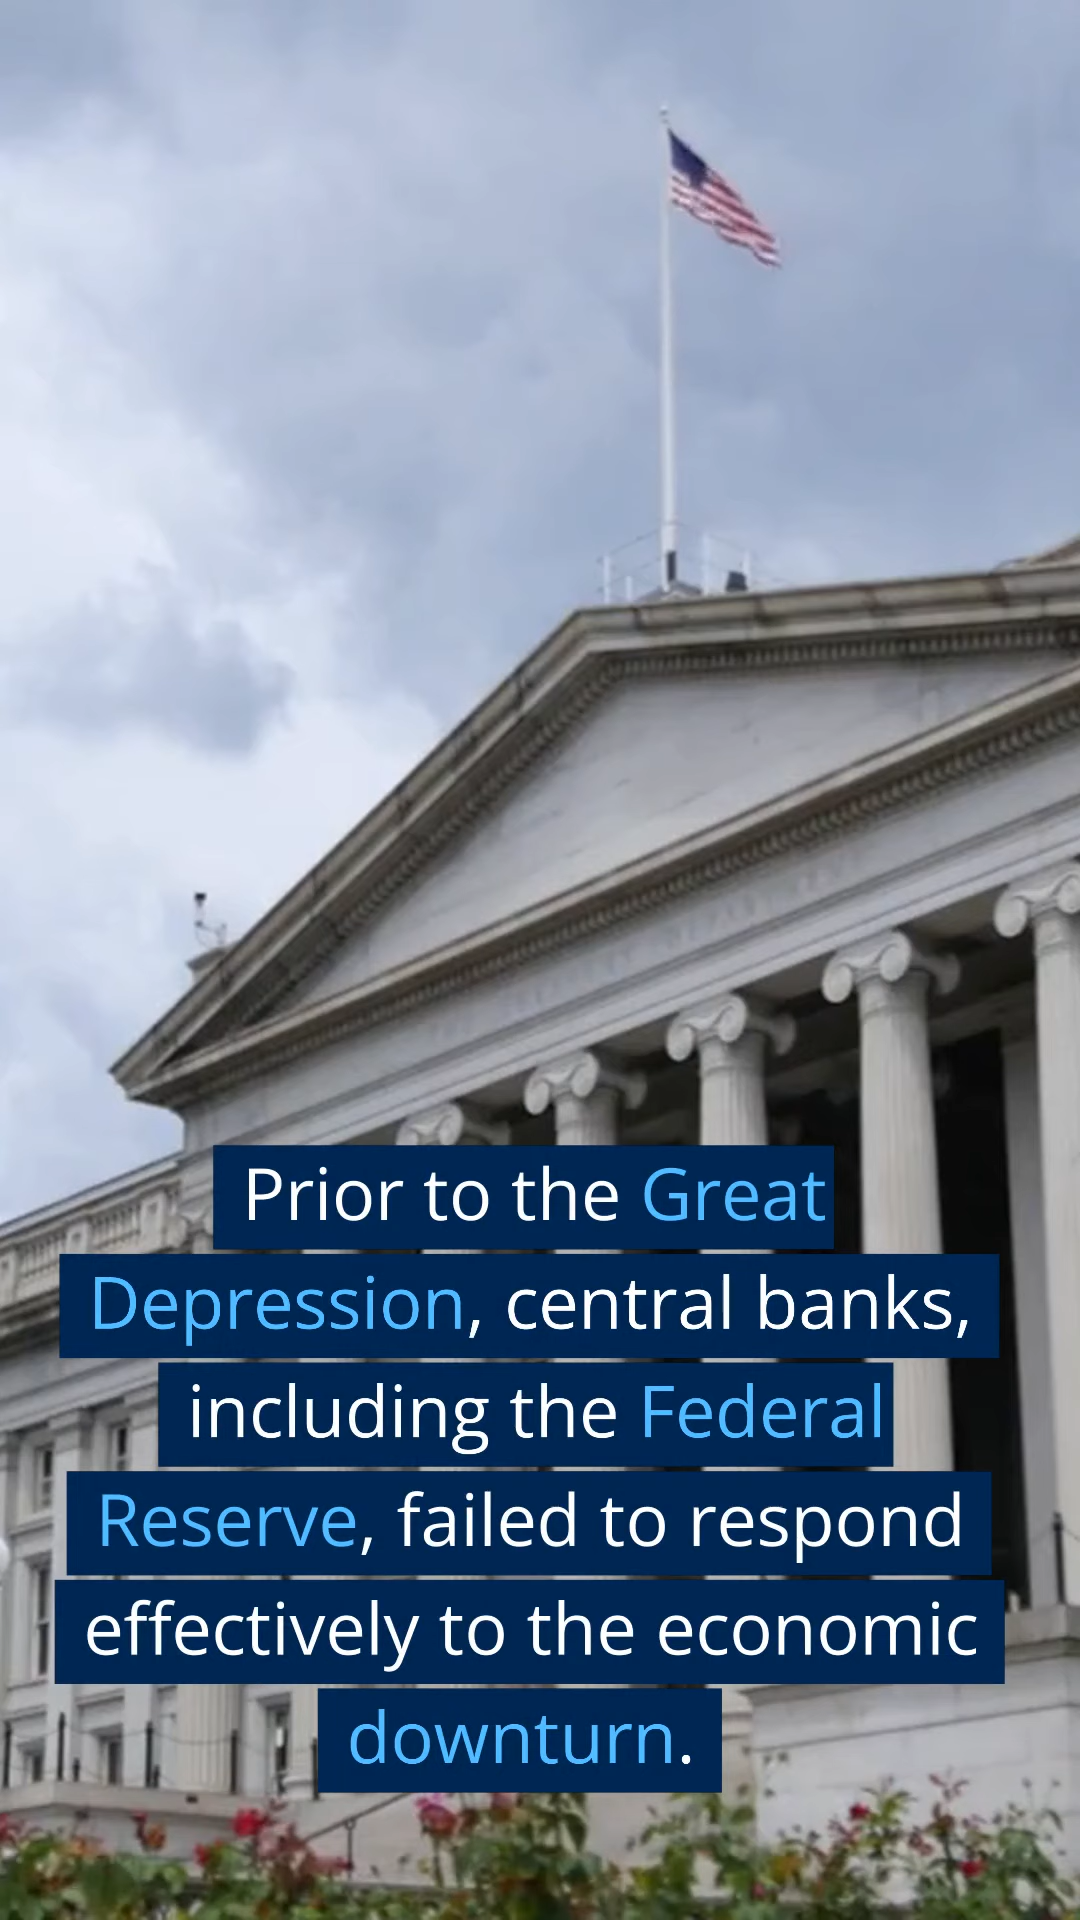 Prior to the Great
Depression, central banks,
including the Federal
Reserve, failed to respond
effectively to the economic
downturn.